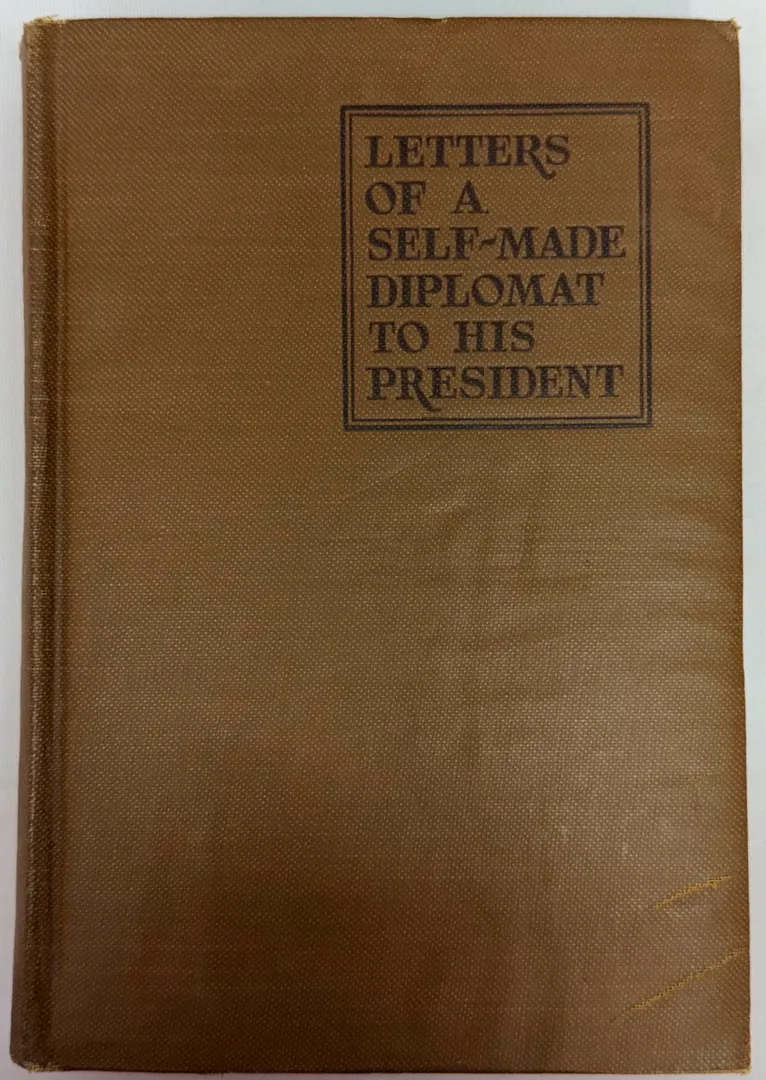 LETTERS
OF A
SELF-MADE
DIPLOMAT
TO HIS
PRESIDENT